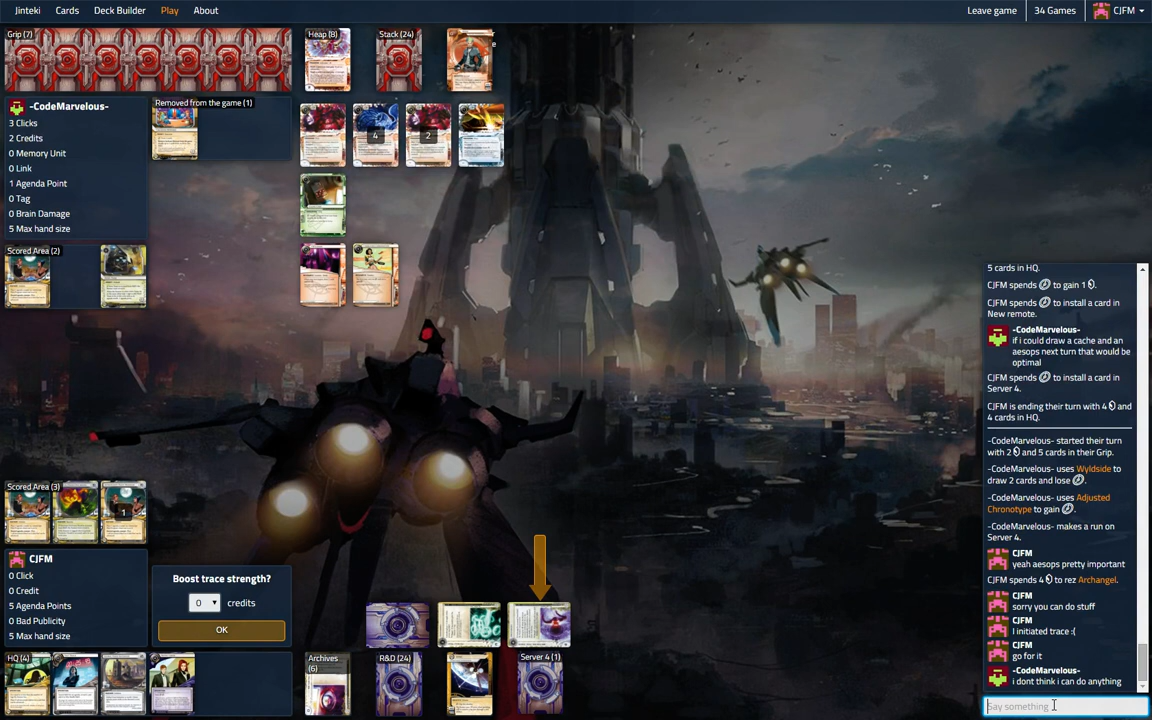 Jinteki Cards Deck Builder Play About Leave game 34 Games CJFM
Grip (7)
Heap (8)
Stack (24)
-CodeMarvelous-
3 Clicks
2 Credits
0 Memory Unit
0 Link
1 Agenda Point
0 Tag
0 Brain Damage
5 Max hand size
Removed from the game (1)
4
2
Scored Area (2)
Scored Area (3)
1
CJFM
0 Click
0 Credit
5 Agenda Points
0 Bad Publicity
5 Max hand size
Boost trace strength?
0 credits
OK
HQ (4)
Archives
(6)
R&D (24)
Server 4 (1)
5 cards in HQ.
CJFM spends to gain 1.
CJFM spends to install a card in
New remote.
-CodeMarvelous-
if i could draw a cache and an
aesops next turn that would be
optimal
CJFM spends to install a card in
Server 4.
CJFM is ending their turn with 4 and
4 cards in HQ.
-CodeMarvelous- started their turn
with 2 and 5 cards in their Grip.
-CodeMarvelous- uses Wyldside to
draw 2 cards and lose.
-CodeMarvelous- uses Adjusted
Chronotype to gain.
-CodeMarvelous- makes a run on
Server 4.
CJFM
yeah aesops pretty important
CJFM spends 4 to rez Archangel.
CJFM
sorry you can do stuff
CJFM
I initiated trace :(
CJFM
go for it
-CodeMarvelous-
i dont think i can do anything
Say something